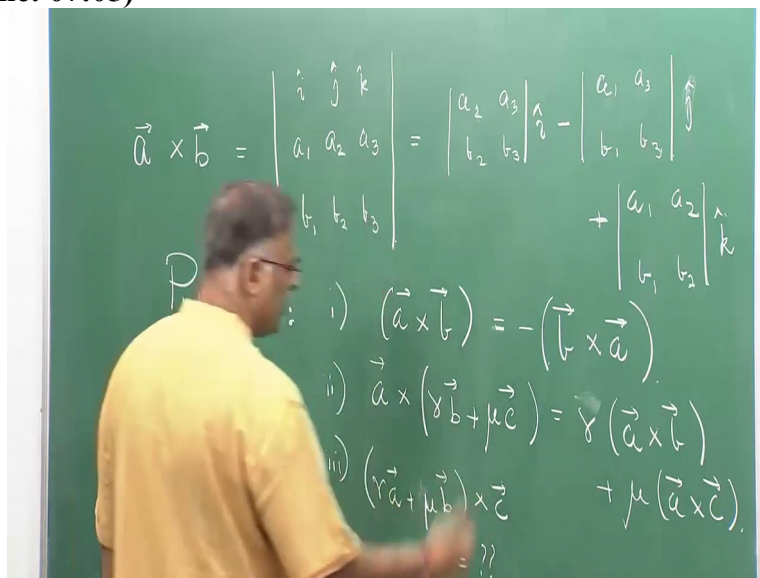 î ĵ k̂
a⃗ × b⃗ = | a₁ a₂ a₃ | = | a₂ a₃ | î − | a₁ a₃ | ĵ
b₁ b₂ b₃ b₂ b₃ b₁ b₃
+ | a₁ a₂ | k̂
b₁ b₂
P :
i) (a⃗ × b⃗) = −(b⃗ × a⃗).
ii) a⃗ × (γb⃗ + μc⃗) = γ(a⃗ × b⃗)
+ μ(a⃗ × c⃗).
iii) (γa⃗ + μb⃗) × c⃗
= ??